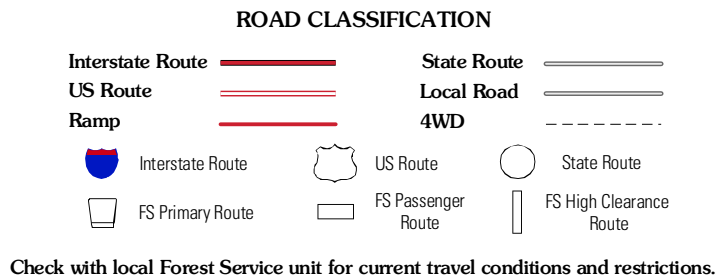 ROAD CLASSIFICATION
Interstate Route
State Route
US Route
Local Road
Ramp
4WD
Interstate Route
US Route
State Route
FS Primary Route
FS Passenger
Route
FS High Clearance
Route
Check with local Forest Service unit for current travel conditions and restrictions.